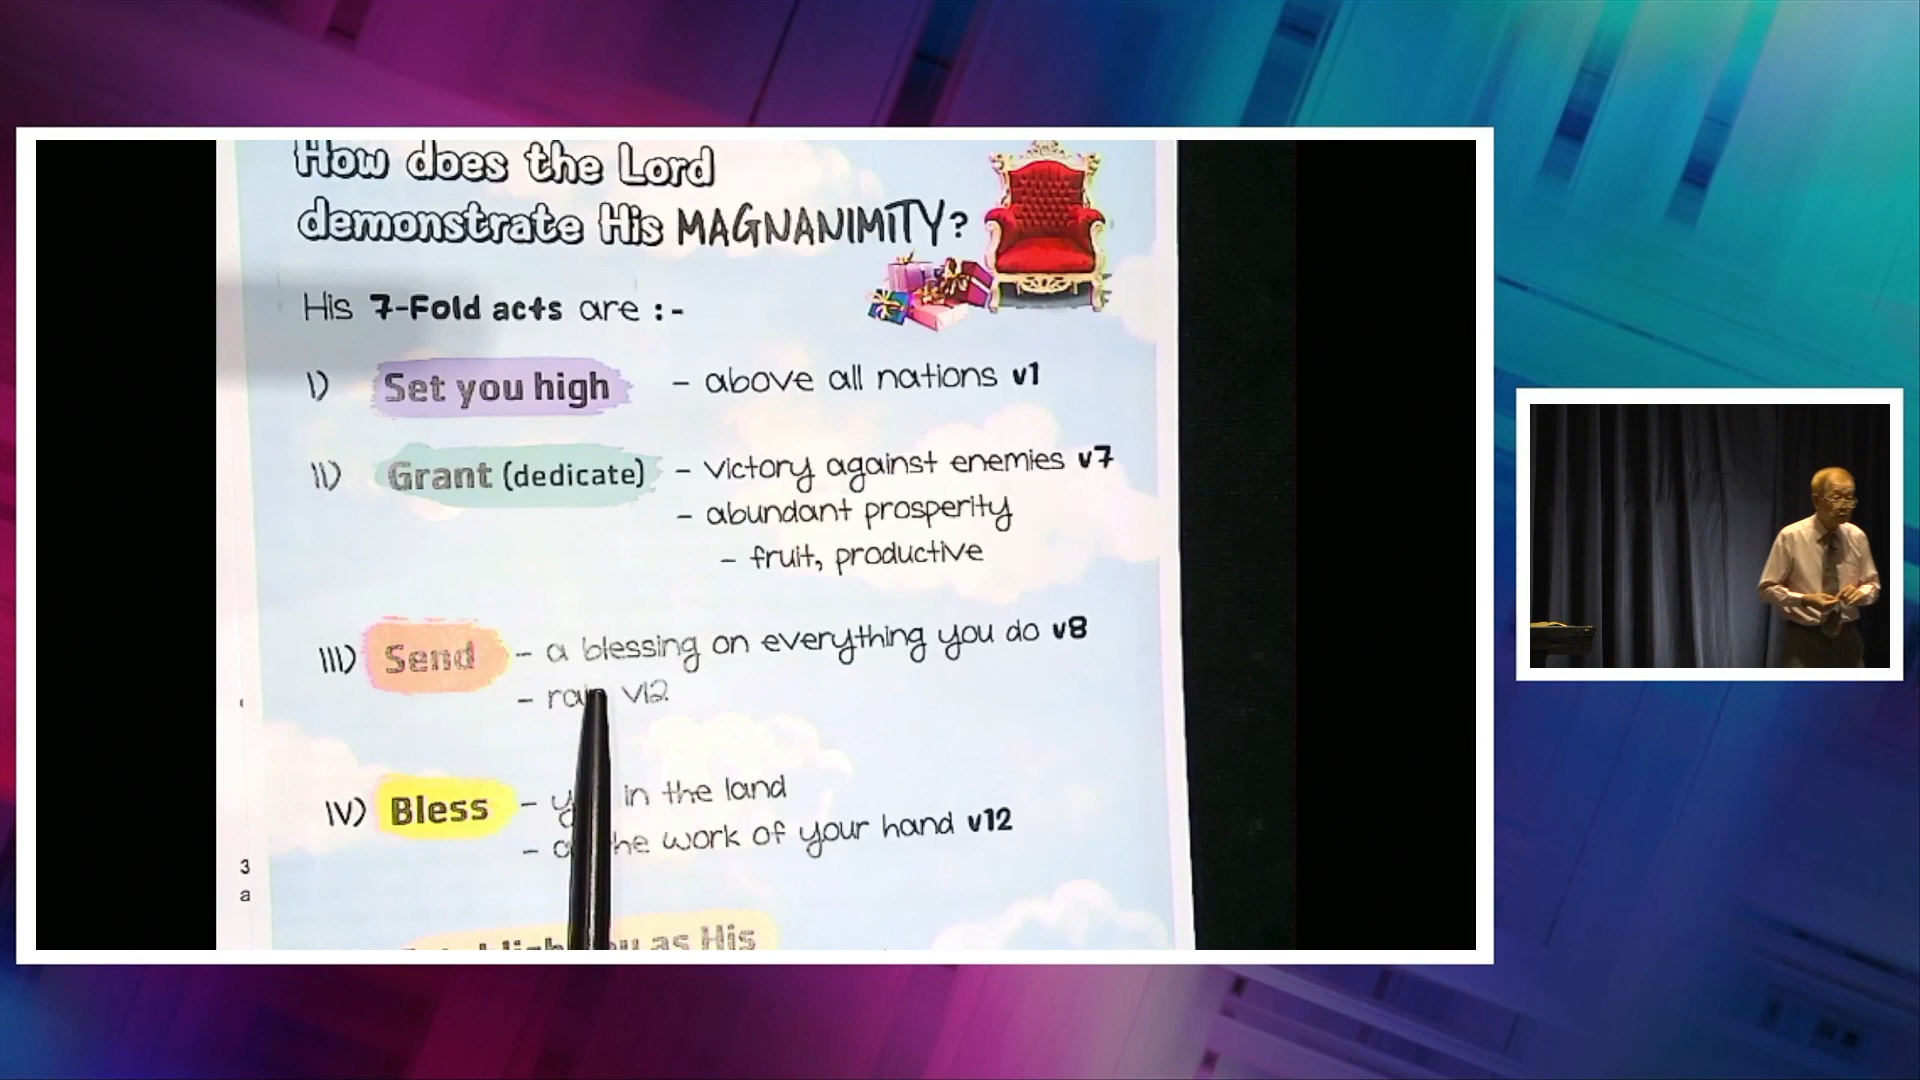 How does the Lord
demonstrate His MAGNANIMITY?
His 7-Fold acts are :-
I) Set you high - above all nations v1
II) Grant (dedicate) - victory against enemies v7
- abundant prosperity
- fruit, productive
III) Send - a blessing on everything you do v8
- v12
IV) Bless - in the land
- work of your hand v12
3
a
as His